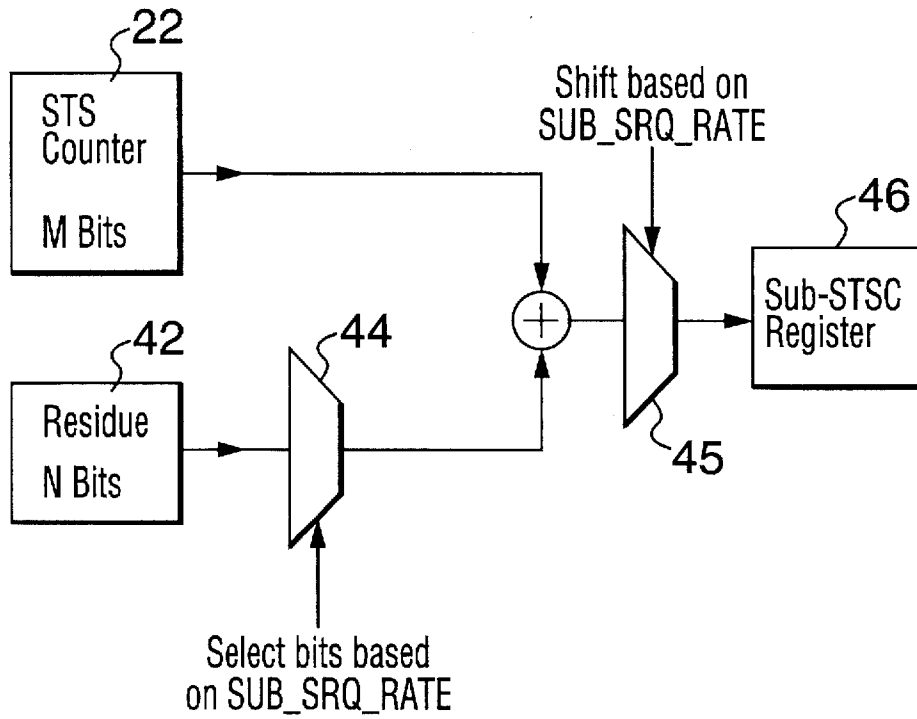 22
STS
Counter
M Bits
Shift based on
SUB_SRQ_RATE
46
Sub-STSC
Register
42
Residue
N Bits
44
+
45
Select bits based
on SUB_SRQ_RATE